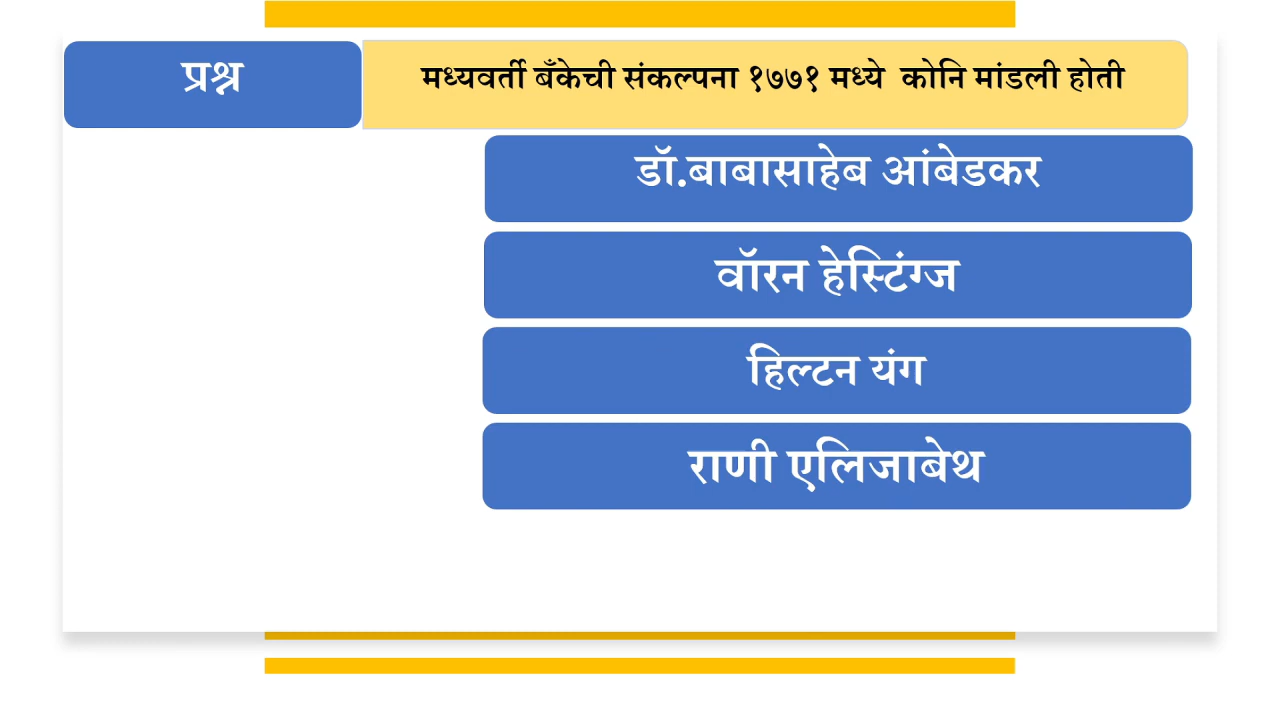 प्रश्न
मध्यवर्ती बँकेची संकल्पना १७७१ मध्ये कोनि मांडली होती
डॉ.बाबासाहेब आंबेडकर
वॉरन हेस्टिंग्ज
हिल्टन यंग
राणी एलिजाबेथ